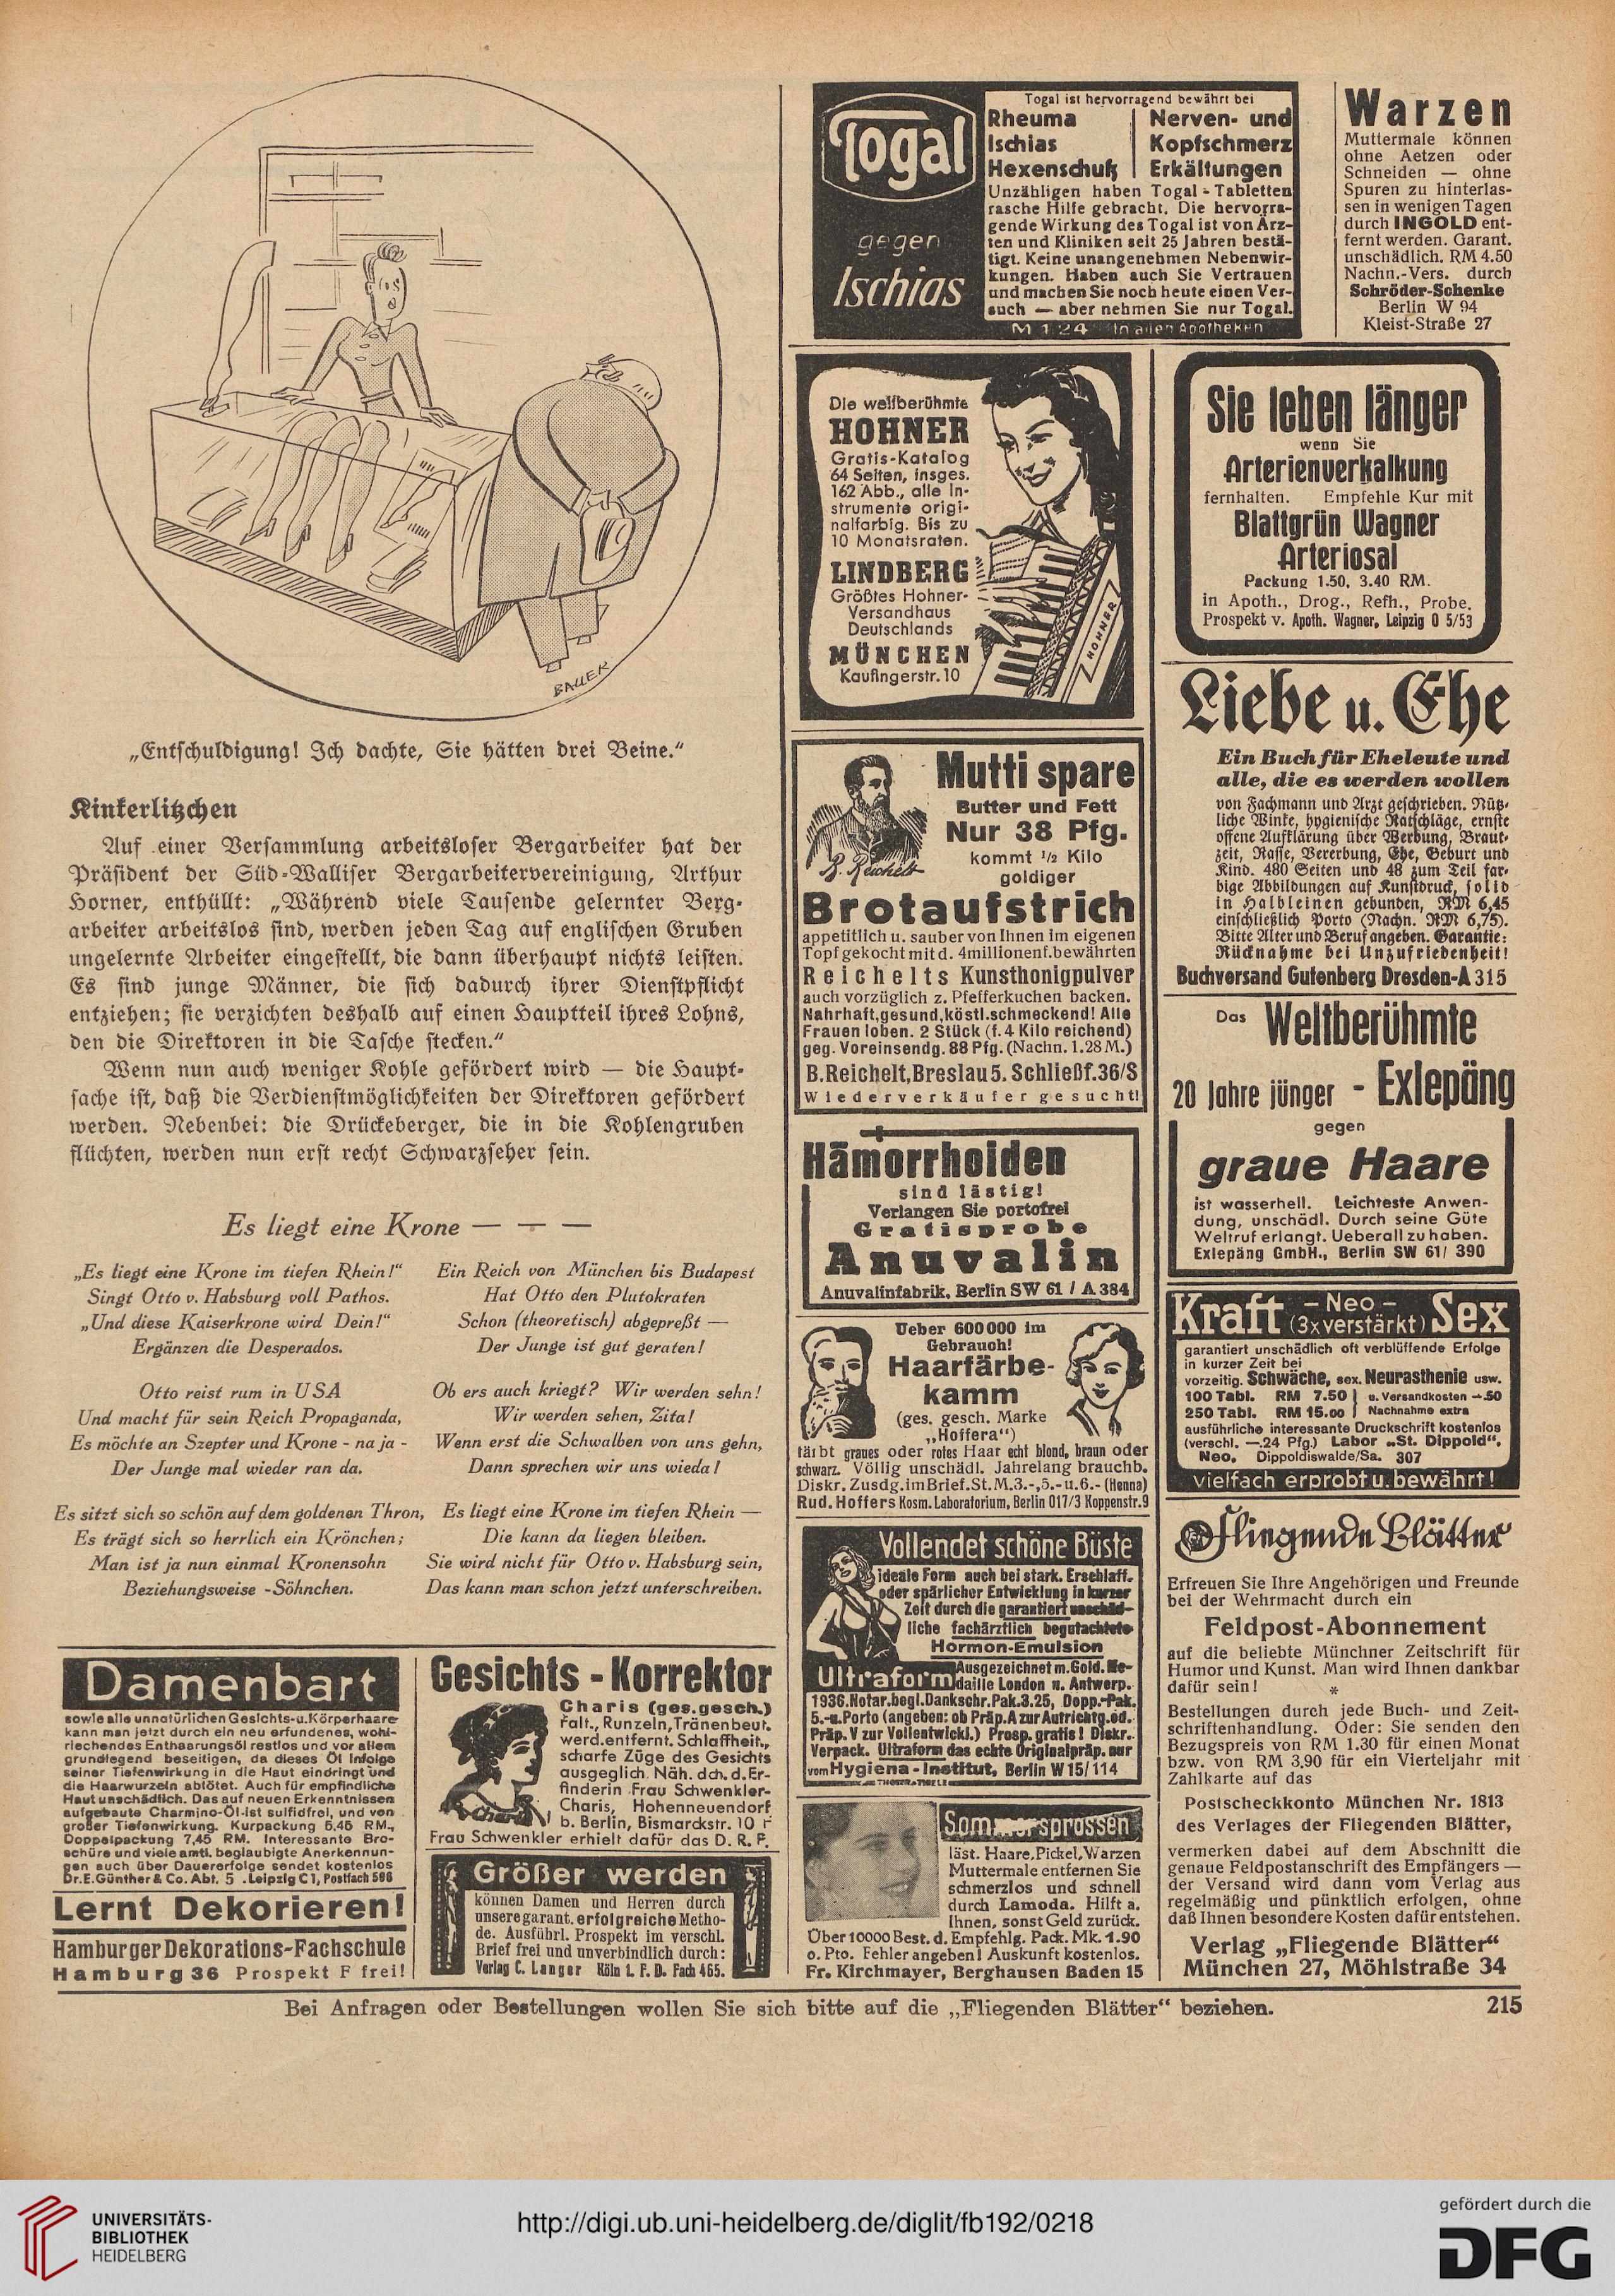 BAUER
„Entschuldigung! Ich dachte, Sie hätten drei Beine.“
Kinkerlitzchen
Auf einer Versammlung arbeitsloser Bergarbeiter hat der
Präsident der Süd-Walliser Bergarbeitervereinigung, Arthur
Horner, enthüllt: „Während viele Tausende gelernter Berg-
arbeiter arbeitslos sind, werden jeden Tag auf englischen Gruben
ungelernte Arbeiter eingestellt, die dann überhaupt nichts leisten.
Es sind junge Männer, die sich dadurch ihrer Dienstpflicht
entziehen; sie verzichten deshalb auf einen Hauptteil ihres Lohns,
den die Direktoren in die Tasche stecken.“
Wenn nun auch weniger Kohle gefördert wird — die Haupt-
sache ist, daß die Verdienstmöglichkeiten der Direktoren gefördert
werden. Nebenbei: die Drückeberger, die in die Kohlengruben
flüchten, werden nun erst recht Schwarzseher sein.
Es liegt eine Krone — — —
„Es liegt eine Krone im tiefen Rhein!“
Singt Otto v. Habsburg voll Pathos.
„Und diese Kaiserkrone wird Dein!“
Ergänzen die Desperados.
Otto reist rum in USA
Und macht für sein Reich Propaganda,
Es möchte an Szepter und Krone - na ja -
Der Junge mal wieder ran da.
Es sitzt sich so schön auf dem goldenen Thron,
Es trägt sich so herrlich ein Krönchen;
Man ist ja nun einmal Kronensohn
Beziehungsweise -Söhnchen.
Ein Reich von München bis Budapest
Hat Otto den Plutokraten
Schon (theoretisch) abgepreßt —
Der Junge ist gut geraten!
Ob ers auch kriegt? Wir werden sehn!
Wir werden sehen, Zita!
Wenn erst die Schwalben von uns gehn,
Dann sprechen wir uns wieda!
Es liegt eine Krone im tiefen Rhein —
Die kann da liegen bleiben.
Sie wird nicht für Otto v. Habsburg sein,
Das kann man schon jetzt unterschreiben.
Damenbart
sowie alle unnatürlichen Gesichts-u.Körperhaare
kann man jetzt durch ein neu erfundenes, wohl-
riechendes Enthaarungsöl restlos und vor allem
grundlegend beseitigen, da dieses Öl infolge
seiner Tiefenwirkung in die Haut eindringt und
die Haarwurzeln abtötet. Auch für empfindliche
Haut unschädlich. Das auf neuen Erkenntnissen
aufgebaute Charmino-Öl ist sulfidfrei, und von
großer Tiefenwirkung. Kurpackung 5,45 RM.,
Doppelpackung 7,45 RM. Interessante Bro-
schüre und viele amtl. beglaubigte Anerkennun-
gen auch über Dauererfolge sendet kostenlos
Dr.E.Günther & Co. Abt. 5 . Leipzig C1, Postfach 596
Lernt Dekorieren!
Hamburger Dekorations-Fachschule
Hamburg 36 Prospekt F frei!
Gesichts-Korrektor
Charis
Charis (ges.gesch.)
Falt., Runzeln, Tränenbeut.
werd.entfernt. Schlaffheit.,
scharfe Züge des Gesichts
ausgeglich. Näh. dch. d. Er-
finderin Frau Schwenkler-
Charis, Hohenneuendorf
b. Berlin, Bismarckstr. 10 F
Frau Schwenkler erhielt dafür das D. R. P.
Größer werden
können Damen und Herren durch
unsere garant. erfolgreiche Metho-
de. Ausführl. Prospekt im verschl.
Brief frei und unverbindlich durch:
Verlag C. Langer Köln 1. F. D. Fach 465.
Togal
gegen
Ischias
Togal ist hervorragend bewährt bei
Rheuma
Ischias
Hexenschuß
Nerven- und
Kopfschmerz
Erkältungen
Unzähligen haben Togal-Tabletten
rasche Hilfe gebracht. Die hervorra-
gende Wirkung des Togal ist von Ärz-
ten und Kliniken seit 25 Jahren bestä-
tigt. Keine unangenehmen Nebenwir-
kungen. Haben auch Sie Vertrauen
und machen Sie noch heute einen Ver-
such — aber nehmen Sie nur Togal.
M 1.24 In allen Apotheken
Warzen
Muttermale können
ohne Aetzen oder
Schneiden — ohne
Spuren zu hinterlas-
sen in wenigen Tagen
durch INGOLD ent-
fernt werden. Garant.
unschädlich. RM 4.50
Nachn.-Vers. durch
Schröder-Schenke
Berlin W 94
Kleist-Straße 27
Die weltberühmte
HOHNER
Gratis-Katalog
64 Seiten, insges.
162 Abb., alle In-
strumente origi-
nalfarbig. Bis zu
10 Monatsraten.
LINDBERG
Größtes Hohner-
Versandhaus
Deutschlands
MÜNCHEN
Kaufingerstr. 10
HOHNER
Sie leben länger
wenn Sie
Arterienverkalkung
fernhalten. Empfehle Kur mit
Blattgrün Wagner
Arteriosal
Packung 1.50, 3.40 RM.
in Apoth., Drog., Refh., Probe.
Prospekt v. Apoth. Wagner, Leipzig O 5/53
Mutti spare
Butter und Fett
Nur 38 Pfg.
kommt ½ Kilo
goldiger
B. Reichelt
Brotaufstrich
appetitlich u. sauber von Ihnen im eigenen
Topf gekocht mit d. 4millionenf.bewährten
Reichelts Kunsthonigpulver
auch vorzüglich z. Pfefferkuchen backen.
Nahrhaft,gesund,köstl.schmeckend! Alle
Frauen loben. 2 Stück (f. 4 Kilo reichend)
geg. Voreinsendg. 88 Pfg. (Nachn. 1.28 M.)
B.Reichelt,Breslau 5. Schließf.36/S
Wiederverkäufer gesucht!
Liebe u. Ehe
Ein Buch für Eheleute und
alle, die es werden wollen
von Fachmann und Arzt geschrieben. Nütz-
liche Winke, hygienische Ratschläge, ernste
offene Aufklärung über Werbung, Braut-
zeit, Rasse, Vererbung, Ehe, Geburt und
Kind. 480 Seiten und 48 zum Teil far-
bige Abbildungen auf Kunstdruck, solid
in Halbleinen gebunden, RM 6,45
einschließlich Porto (Nachn. RM 6,75).
Bitte Alter und Beruf angeben. Garantie:
Rücknahme bei Unzufriedenheit!
Buchversand Gutenberg Dresden-A 315
Das Weltberühmte
20 Jahre jünger - Exlepäng
gegen
graue Haare
ist wasserhell. Leichteste Anwen-
dung, unschädl. Durch seine Güte
Weltruf erlangt. Ueberall zu haben.
Exlepäng GmbH., Berlin SW 61/ 390
Hämorrhoiden
sind lästig!
Verlangen Sie portofrei
Gratisprobe
Anuvalin
Anuvalinfabrik, Berlin SW 61 / A 384
Ueber 600000 im
Gebrauch!
Haarfärbe-
kamm
(ges. gesch. Marke
„Hoffera“)
färbt graues oder rotes Haar echt blond, braun oder
schwarz. Völlig unschädl. Jahrelang brauchb.
Diskr. Zusdg. im Brief. St. M. 3.-, 5.- u. 6.- (Henna)
Rud. Hoffers Kosm. Laboratorium, Berlin O17/3 Koppenstr.9
Kraft - Neo - Sex
(3x verstärkt)
garantiert unschädlich oft verblüffende Erfolge
in kurzer Zeit bei
vorzeitig. Schwäche, sex. Neurasthenie usw.
100 Tabl. RM 7.50 } u. Versandkosten —.50
250 Tabl. RM 15.00 } Nachnahme extra
ausführliche interessante Druckschrift kostenlos
(verschl. —.24 Pfg.) Labor „St. Dippold“,
Neo, Dippoldiswalde/Sa. 307
vielfach erprobt u. bewährt!
Vollendet schöne Büste
ideale Form auch bei stark. Erschlaff.
oder spärlicher Entwicklung in kurzer
Zeit durch die garantiert unschäd-
liche fachärztlich begutachtete
Hormon-Emulsion
Ultraform Ausgezeichnet m. Gold. Me-
daille London u. Antwerp.
1936. Notar. begl. Dankschr. Pak. 3.25, Dopp.-Pak.
5.-u. Porto (angeben: ob Präp. A zur Aufrichtg. od.
Präp. V zur Vollentwickl.) Prosp. gratis! Diskr.
Verpack. Ultraform das echte Originalpräp. nur
vom Hygiena-Institut, Berlin W 15/114
Sommersprossen
läst. Haare, Pickel, Warzen
Muttermale entfernen Sie
schmerzlos und schnell
durch Lamoda. Hilft a.
Ihnen, sonst Geld zurück.
Über 10000 Best. d. Empfehlg. Pack. Mk. 1.90
o. Pto. Fehler angeben! Auskunft kostenlos.
Fr. Kirchmayer, Berghausen Baden 15
Fliegende Blätter
Erfreuen Sie Ihre Angehörigen und Freunde
bei der Wehrmacht durch ein
Feldpost-Abonnement
auf die beliebte Münchner Zeitschrift für
Humor und Kunst. Man wird Ihnen dankbar
dafür sein!
*
Bestellungen durch jede Buch- und Zeit-
schriftenhandlung. Oder: Sie senden den
Bezugspreis von RM 1.30 für einen Monat
bzw. von RM 3.90 für ein Vierteljahr mit
Zahlkarte auf das
Postscheckkonto München Nr. 1813
des Verlages der Fliegenden Blätter,
vermerken dabei auf dem Abschnitt die
genaue Feldpostanschrift des Empfängers —
der Versand wird dann vom Verlag aus
regelmäßig und pünktlich erfolgen, ohne
daß Ihnen besondere Kosten dafür entstehen.
Verlag „Fliegende Blätter“
München 27, Möhlstraße 34
Bei Anfragen oder Bestellungen wollen Sie sich bitte auf die „Fliegenden Blätter“ beziehen.
215
UNIVERSITÄTS-
BIBLIOTHEK
HEIDELBERG
http://digi.ub.uni-heidelberg.de/diglit/fb192/0218
gefördert durch die
DFG